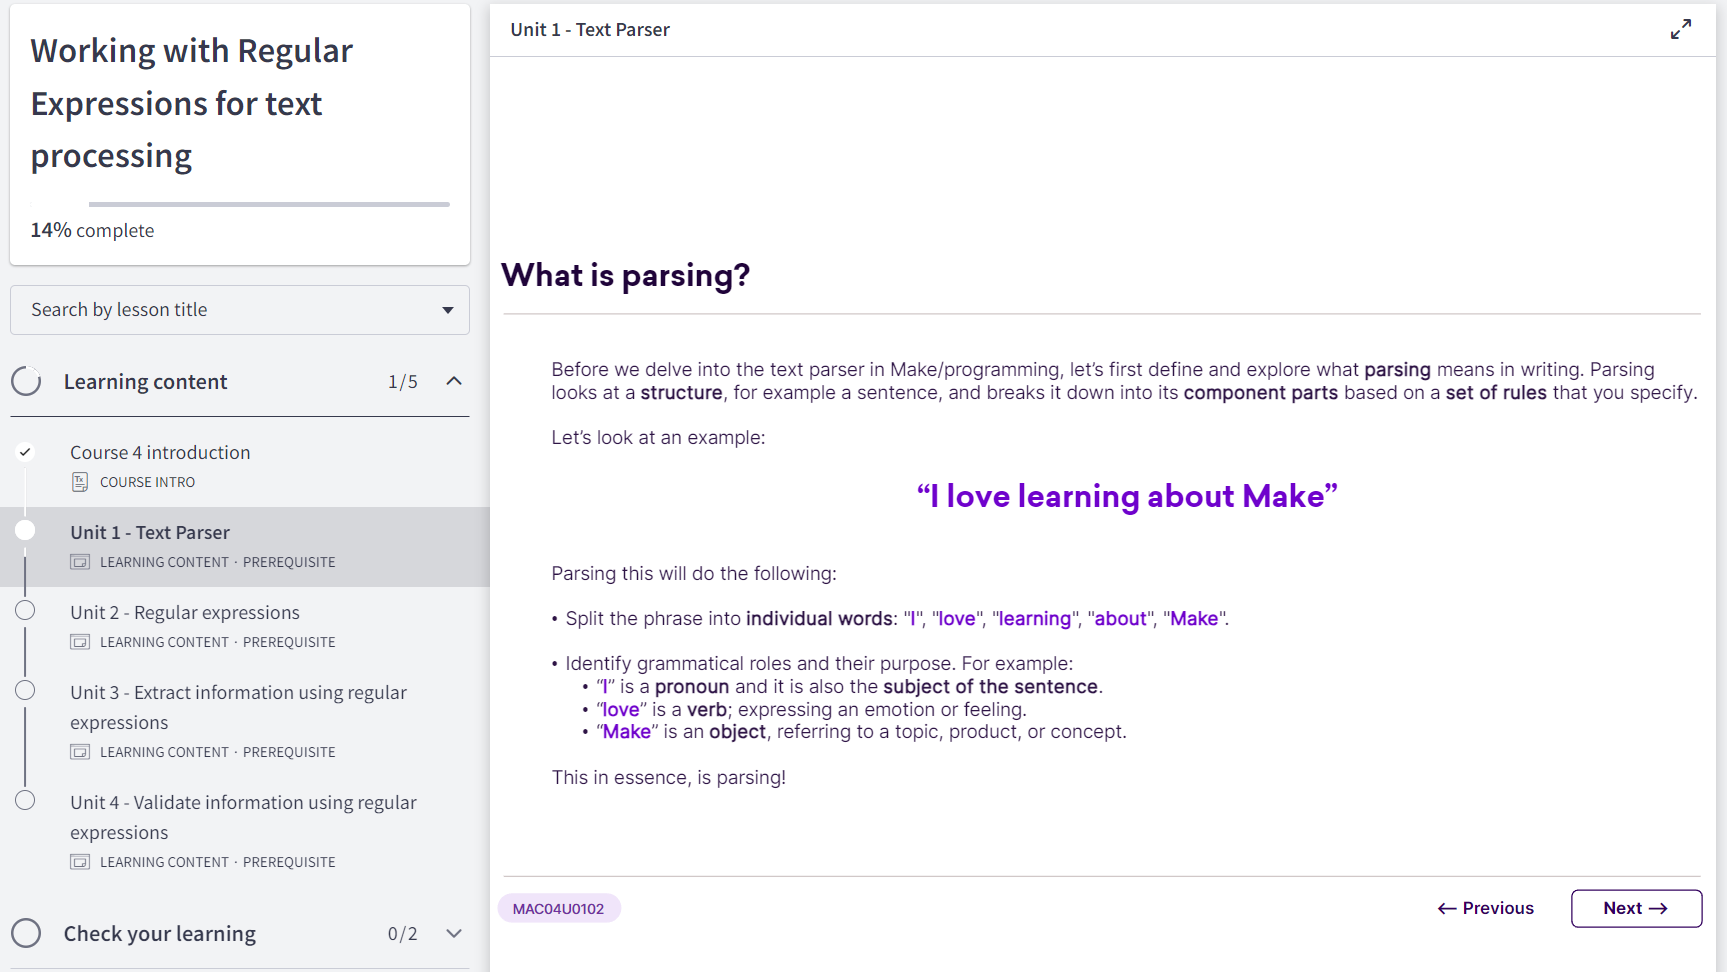 Working with Regular
Expressions for text
processing
14% complete
Search by lesson title
Learning content 1/5
Course 4 introduction
COURSE INTRO
Unit 1 - Text Parser
LEARNING CONTENT · PREREQUISITE
Unit 2 - Regular expressions
LEARNING CONTENT · PREREQUISITE
Unit 3 - Extract information using regular
expressions
LEARNING CONTENT · PREREQUISITE
Unit 4 - Validate information using regular
expressions
LEARNING CONTENT · PREREQUISITE
Check your learning 0/2
Unit 1 - Text Parser
What is parsing?
Before we delve into the text parser in Make/programming, let’s first define and explore what parsing means in writing. Parsing
looks at a structure, for example a sentence, and breaks it down into its component parts based on a set of rules that you specify.
Let’s look at an example:
“I love learning about Make”
Parsing this will do the following:
• Split the phrase into individual words: "I", "love", "learning", "about", "Make".
• Identify grammatical roles and their purpose. For example:
• “I” is a pronoun and it is also the subject of the sentence.
• “love” is a verb; expressing an emotion or feeling.
• “Make” is an object, referring to a topic, product, or concept.
This in essence, is parsing!
MAC04U0102
← Previous
Next →